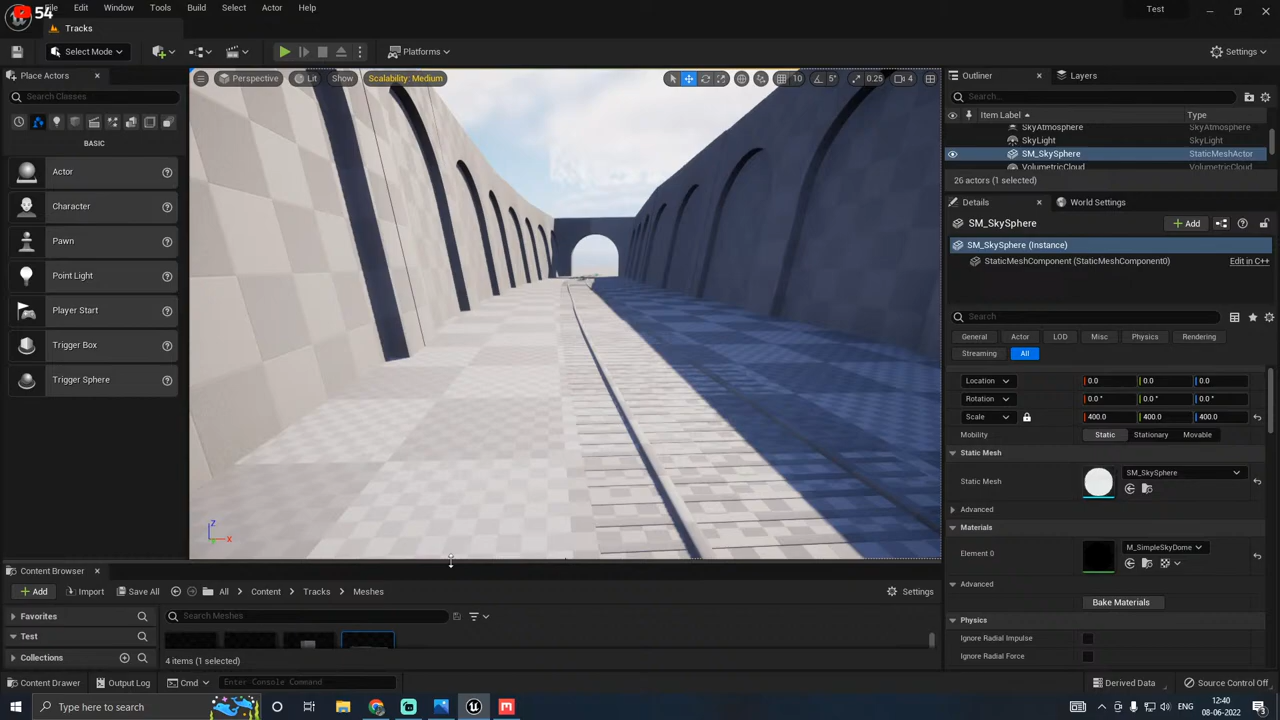 54
File Edit Window Tools Build Select Actor Help
Test
Tracks
Select Mode
Platforms
Settings
Place Actors
Search Classes
BASIC
Actor
Character
Pawn
Point Light
Player Start
Trigger Box
Trigger Sphere
Perspective
Lit
Show
Scalability: Medium
10
5°
0.25
4
Z
X
Outliner
Layers
Search...
Item Label
Type
SkyAtmosphere
SkyAtmosphere
SkyLight
SkyLight
SM_SkySphere
StaticMeshActor
VolumetricCloud
VolumetricCloud
26 actors (1 selected)
Details
World Settings
SM_SkySphere
Add
SM_SkySphere (Instance)
StaticMeshComponent (StaticMeshComponent0)
Edit in C++
Search
General
Actor
LOD
Misc
Physics
Rendering
Streaming
All
Location
0.0
0.0
0.0
Rotation
0.0 °
0.0 °
0.0 °
Scale
400.0
400.0
400.0
Mobility
Static
Stationary
Movable
Static Mesh
Static Mesh
SM_SkySphere
Advanced
Materials
Element 0
M_SimpleSkyDome
Advanced
Bake Materials
Physics
Ignore Radial Impulse
Ignore Radial Force
Content Browser
Add
Import
Save All
All
Content
Tracks
Meshes
Settings
Favorites
Test
Collections
Search Meshes
4 items (1 selected)
Content Drawer
Output Log
Cmd
Enter Console Command
Derived Data
Source Control Off
Type here to search
ENG
12:40
08-06-2022
3